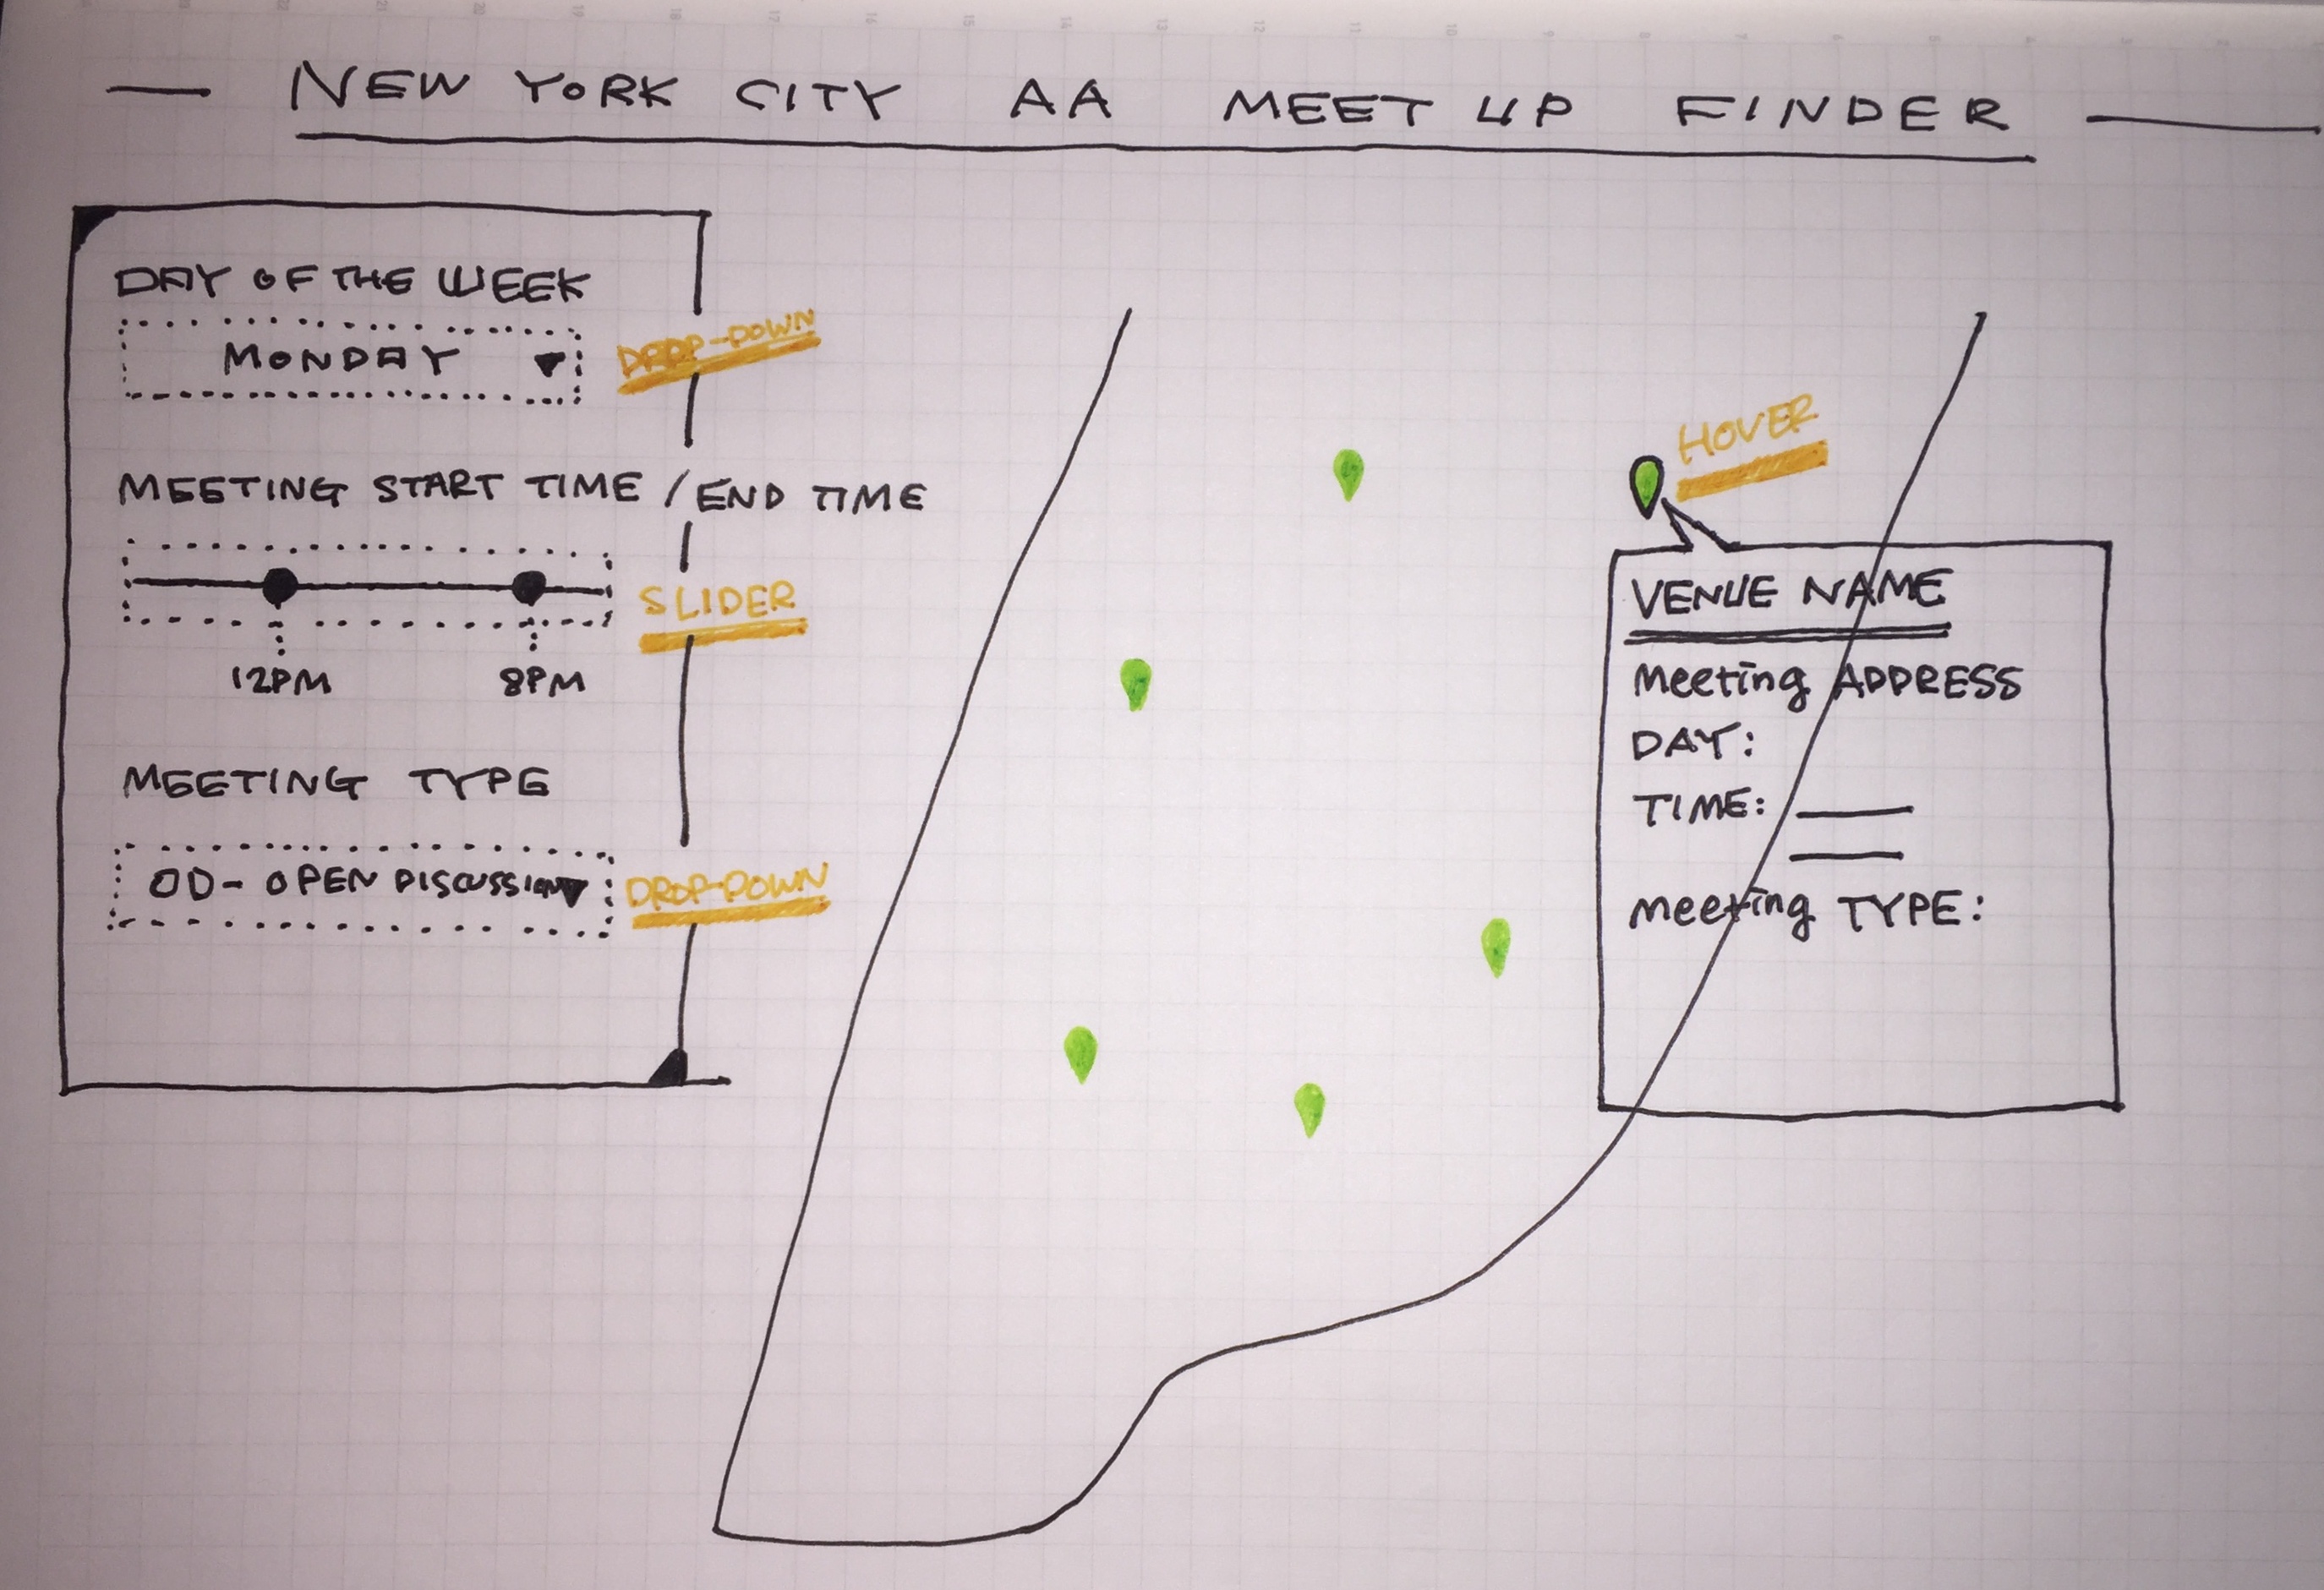 NEW YORK CITY AA MEET UP FINDER
DAY OF THE WEEK
MONDAY
DROP-DOWN
MEETING START TIME / END TIME
SLIDER
12PM 8PM
MEETING TYPE
OD- OPEN DISCUSSION
DROP-DOWN
HOVER
VENUE NAME
Meeting ADDRESS
DAY:
TIME:
Meeting TYPE: